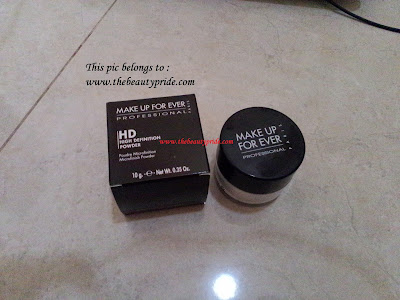 This pic belongs to :
www.thebeautypride.com
MAKE UP FOR EVER
PROFESSIONAL
HD
HIGH DEFINITION
POWDER
Poudre Microfinition
Microfinish Powder
10 g. e Net Wt. 0.35 Oz.
www.thebeautypride.com
MAKE UP
FOR EVER
PROFESSIONAL